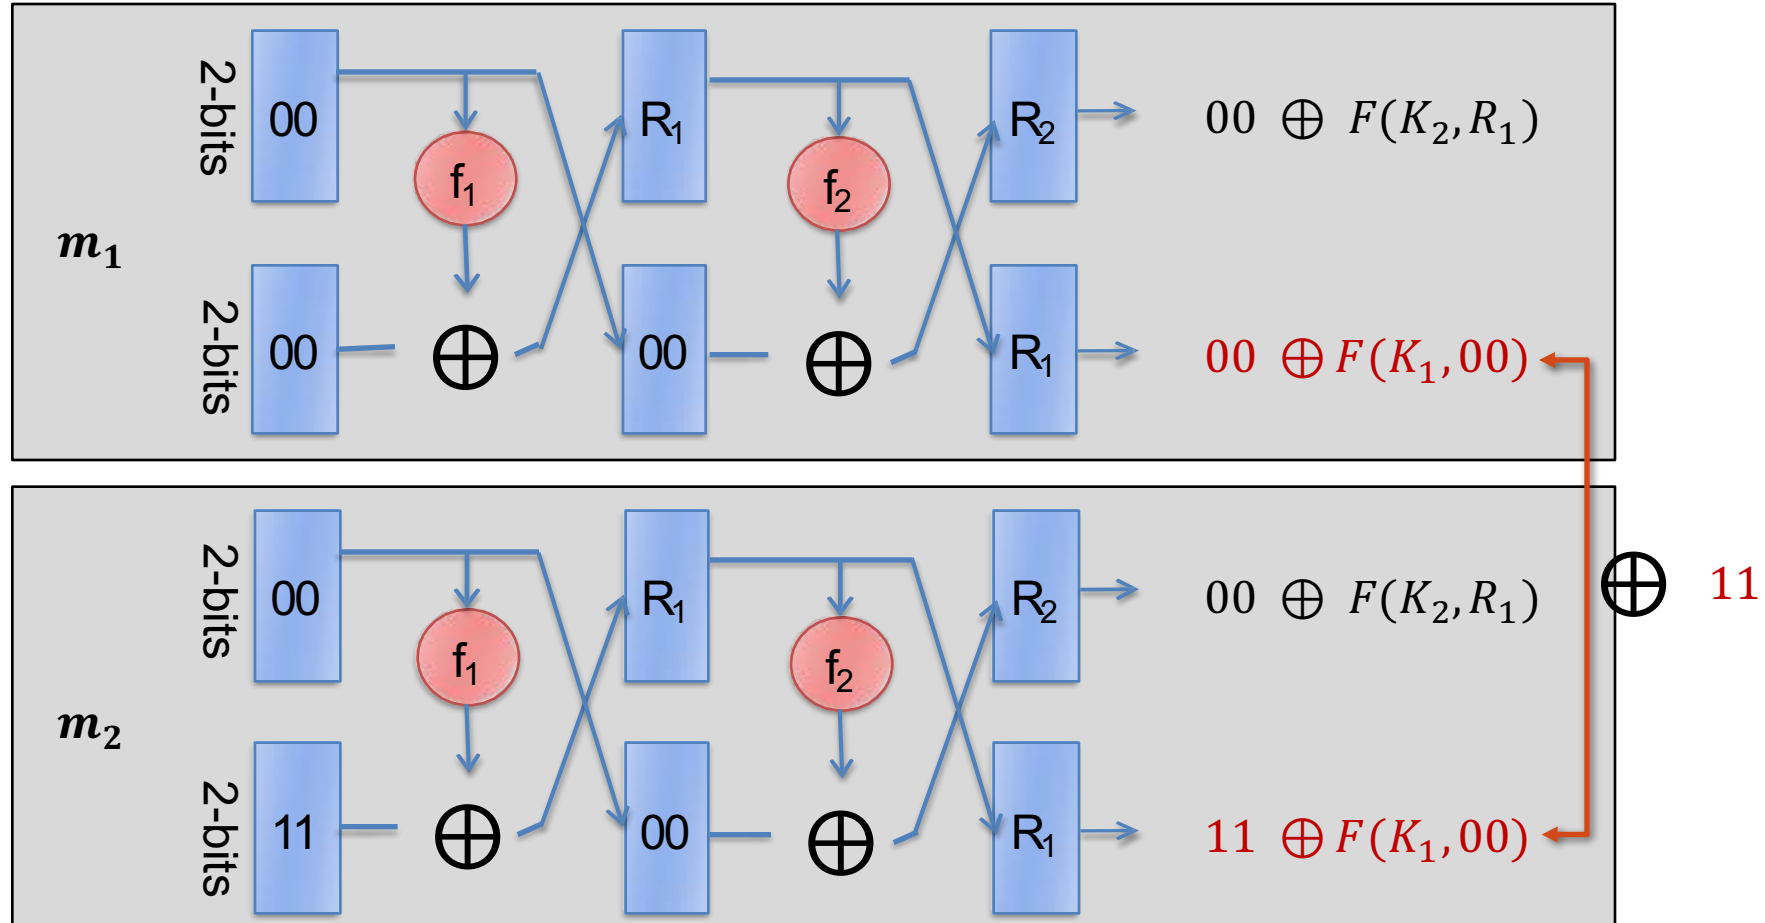 2-bits
00
f₁
R₁
f₂
R₂
00 ⊕ F(K₂, R₁)
m₁
2-bits
00
⊕
00
⊕
R₁
00 ⊕ F(K₁, 00)
2-bits
00
f₁
R₁
f₂
R₂
00 ⊕ F(K₂, R₁)
⊕ 11
m₂
2-bits
11
⊕
00
⊕
R₁
11 ⊕ F(K₁, 00)